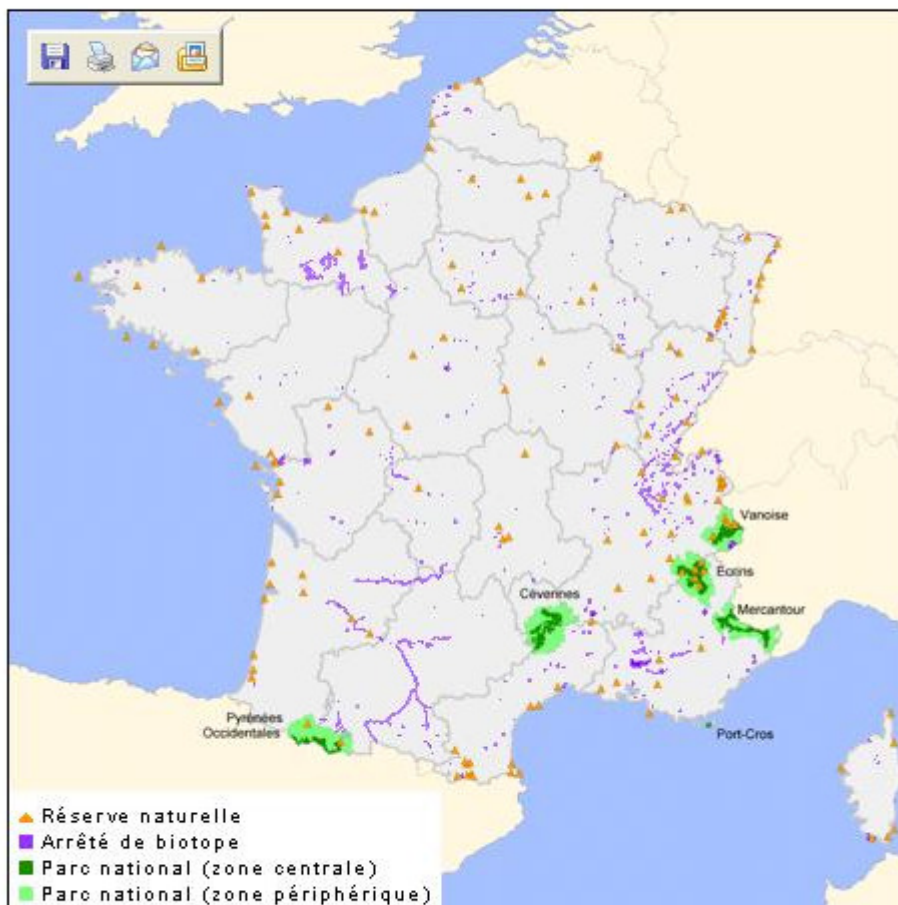 Vanoise
Ecrins
Cévennes
Mercantour
Pyrénées
Occidentales
Port-Cros
Réserve naturelle
Arrêté de biotope
Parc national (zone centrale)
Parc national (zone périphérique)